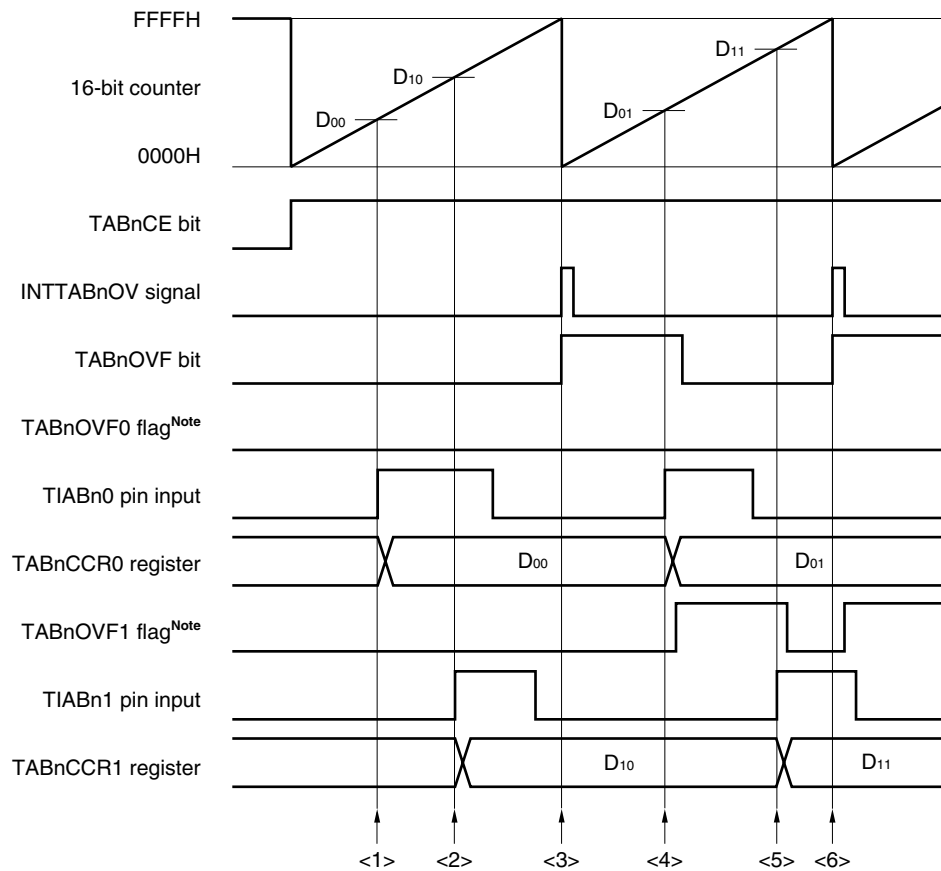 FFFFH
16-bit counter
0000H
D00
D10
D01
D11
TABnCE bit
INTTABnOV signal
TABnOVF bit
TABnOVF0 flagNote
TIABn0 pin input
TABnCCR0 register
D00
D01
TABnOVF1 flagNote
TIABn1 pin input
TABnCCR1 register
D10
D11
<1> <2> <3> <4> <5> <6>